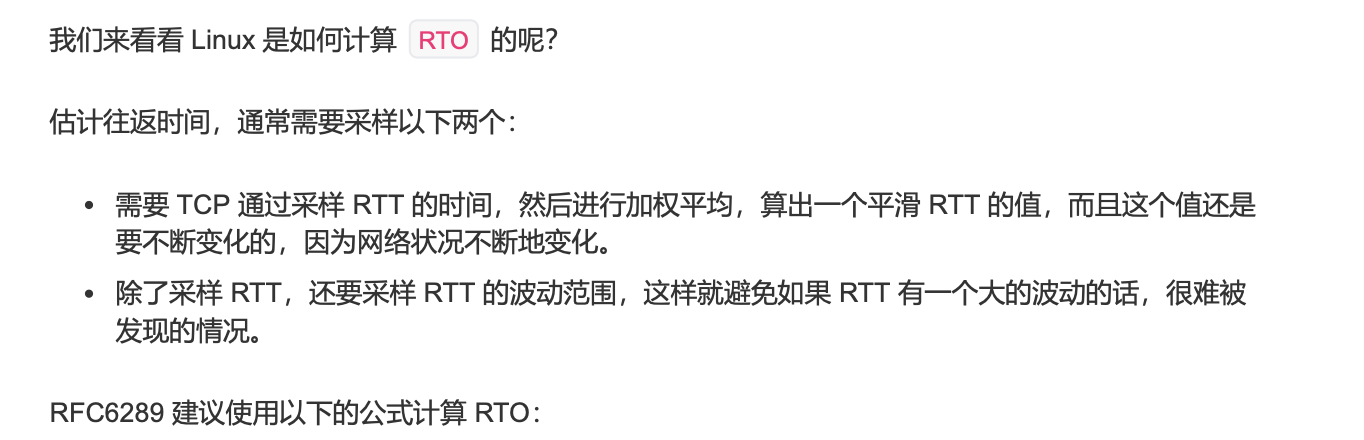 我们来看看 Linux 是如何计算 RTO 的呢？
估计往返时间，通常需要采样以下两个：
• 需要 TCP 通过采样 RTT 的时间，然后进行加权平均，算出一个平滑 RTT 的值，而且这个值还是
要不断变化的，因为网络状况不断地变化。
• 除了采样 RTT，还要采样 RTT 的波动范围，这样就避免如果 RTT 有一个大的波动的话，很难被
发现的情况。
RFC6289 建议使用以下的公式计算 RTO：